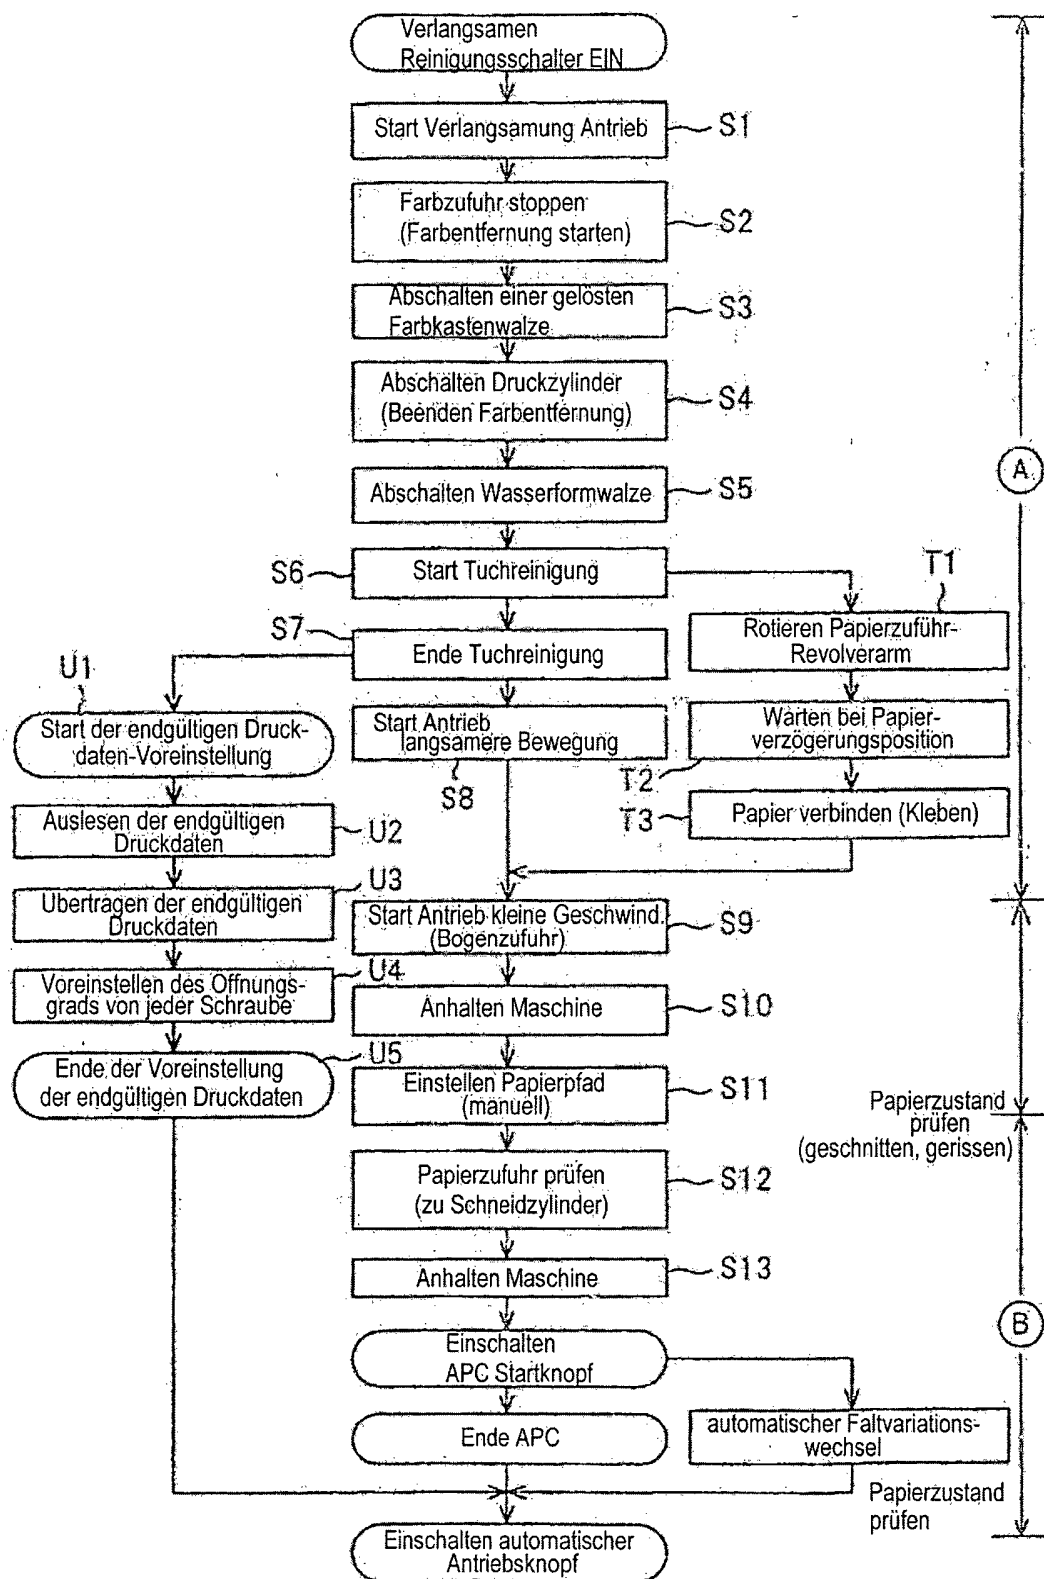 Verlangsamen
Reinigungsschalter EIN
Start Verlangsamung Antrieb
S1
Farbzufuhr stoppen
(Farbentfernung starten)
S2
Abschalten einer gelösten
Farbkastenwalze
S3
Abschalten Druckzylinder
(Beenden Farbentfernung)
S4
A
Abschalten Wasserformwalze
S5
S6
Start Tuchreinigung
T1
Rotieren Papierzuführ-
Revolverarm
S7
Ende Tuchreinigung
U1
Start der endgültigen Druck-
daten-Voreinstellung
Start Antrieb
langsamere Bewegung
S8
Warten bei Papier-
verzögerungsposition
T2
T3
Papier verbinden (Kleben)
Auslesen der endgültigen
Druckdaten
U2
U3
Ubertragen der endgültigen
Druckdaten
Start Antrieb kleine Geschwind.
(Bogenzufuhr)
S9
U4
Voreinstellen des Offnungs-
grads von jeder Schraube
Anhalten Maschine
S10
U5
Ende der Voreinstellung
der endgültigen Druckdaten
Einstellen Papierpfad
(manuell)
S11
Papierzustand
prüfen
(geschnitten, gerissen)
Papierzufuhr prüfen
(zu Schneidzylinder)
S12
Anhalten Maschine
S13
B
Einschalten
APC Startknopf
Ende APC
automatischer Faltvariations-
wechsel
Papierzustand
prüfen
Einschalten automatischer
Antriebsknopf